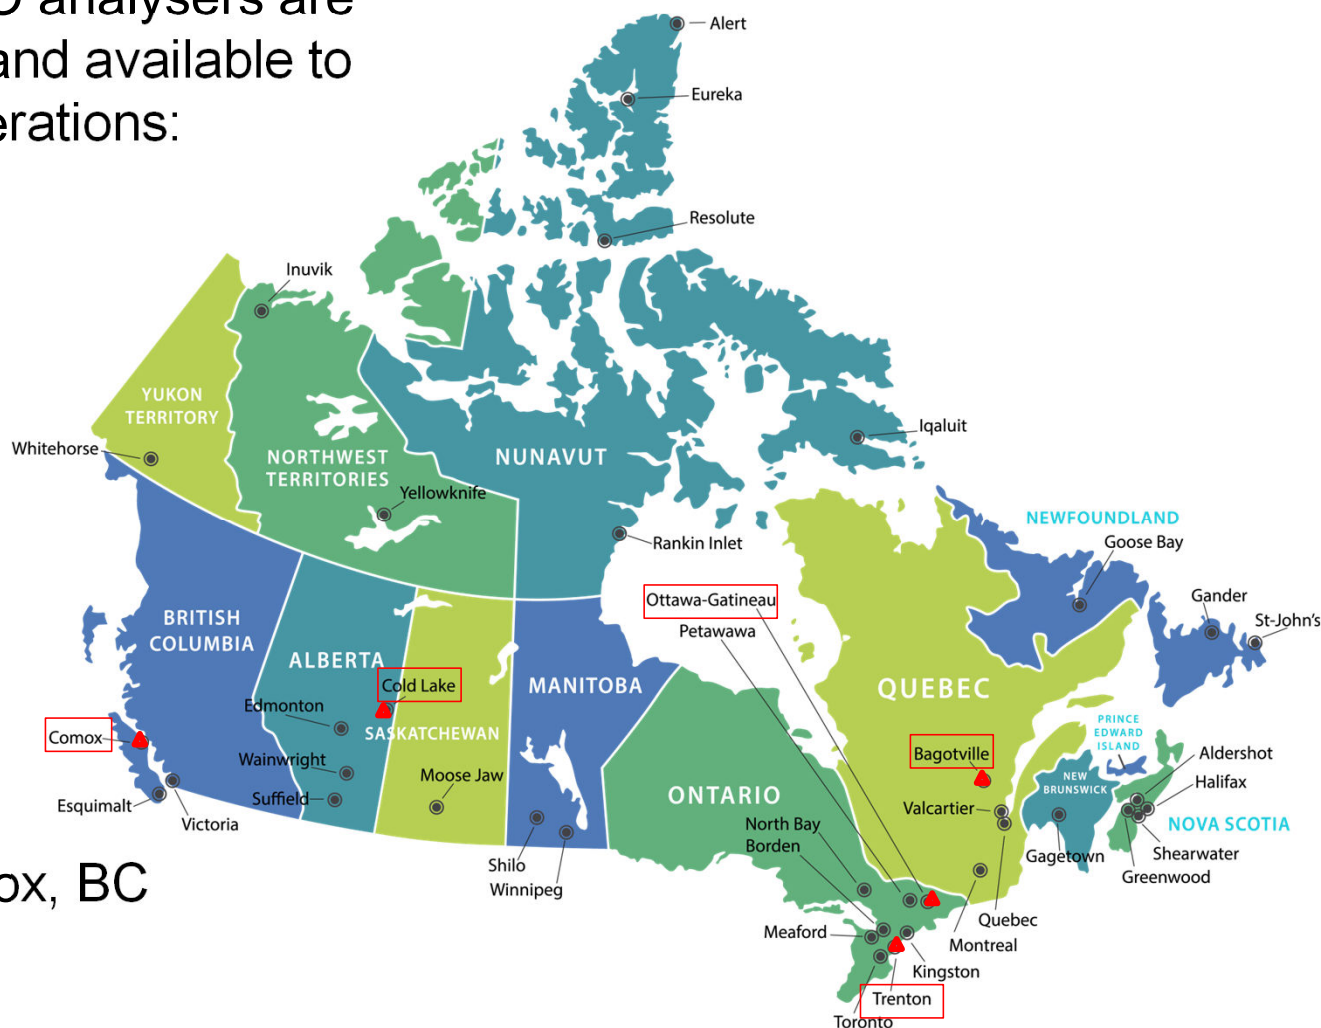 analysers are
and available to
erations:
Alert
Eureka
Resolute
Inuvik
YUKON
TERRITORY
Whitehorse
NORTHWEST
TERRITORIES
Yellowknife
NUNAVUT
Iqaluit
Rankin Inlet
NEWFOUNDLAND
Goose Bay
Gander
St-John's
Ottawa-Gatineau
Petawawa
BRITISH
COLUMBIA
ALBERTA
Cold Lake
Edmonton
SASKATCHEWAN
MANITOBA
QUEBEC
PRINCE
EDWARD
ISLAND
Comox
Wainwright
Moose Jaw
Suffield
Esquimalt
Victoria
ONTARIO
Bagotville
Valcartier
NEW
BRUNSWICK
Aldershot
Halifax
NOVA SCOTIA
North Bay
Borden
Gagetown
Shearwater
Greenwood
Shilo
Winnipeg
ox, BC
Quebec
Meaford
Montreal
Kingston
Trenton
Toronto